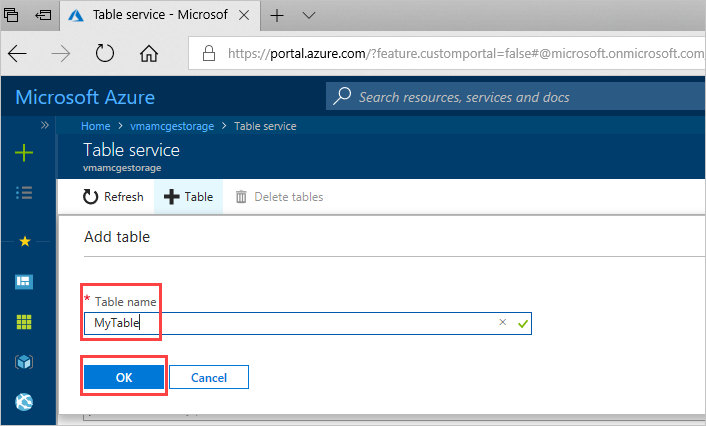 Table service - Microsof
https://portal.azure.com/?feature.customportal=false#@microsoft.onmicrosoft.com
Microsoft Azure
Search resources, services and docs
Home > vmamcgestorage > Table service
Table service
vmamcgestorage
Refresh
Table
Delete tables
Add table
* Table name
MyTable
OK
Cancel